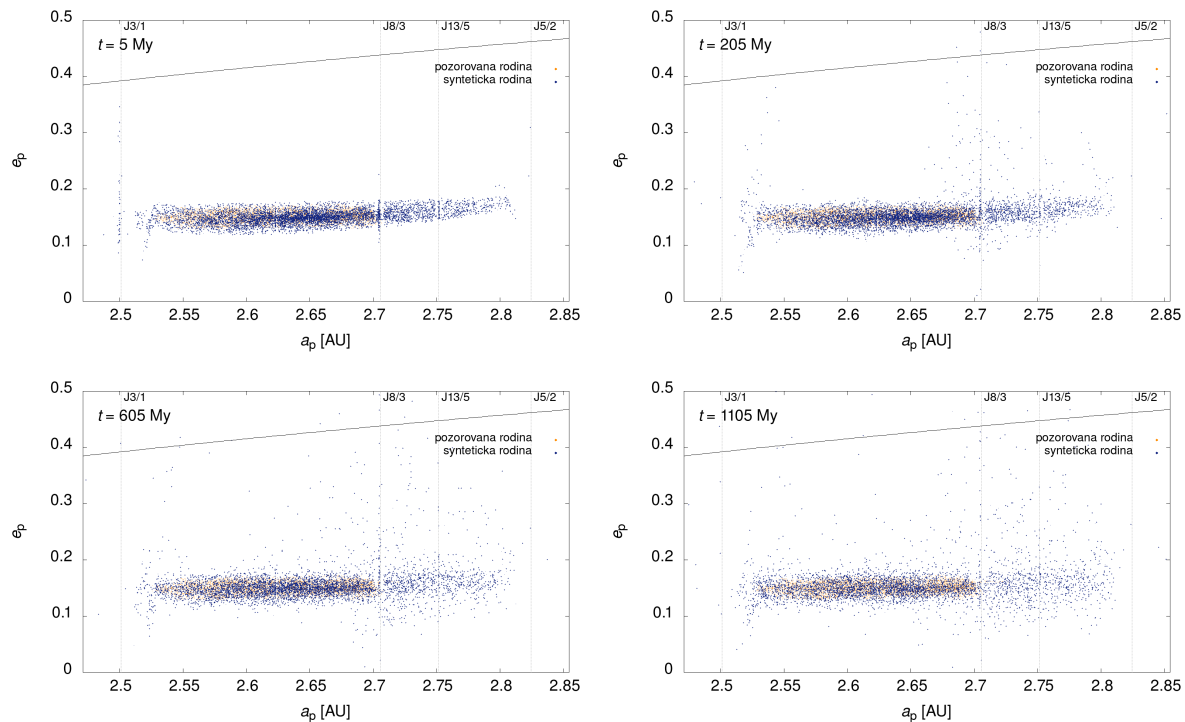 0.5
J3/1 J8/3 J13/5 J5/2
t = 5 My
pozorovana rodina
synteticka rodina
0.4
0.3
0.2
0.1
0
e_p
2.5 2.55 2.6 2.65 2.7 2.75 2.8 2.85
a_p [AU]
0.5
J3/1 J8/3 J13/5 J5/2
t = 205 My
pozorovana rodina
synteticka rodina
0.4
0.3
0.2
0.1
0
e_p
2.5 2.55 2.6 2.65 2.7 2.75 2.8 2.85
a_p [AU]
0.5
J3/1 J8/3 J13/5 J5/2
t = 605 My
pozorovana rodina
synteticka rodina
0.4
0.3
0.2
0.1
0
e_p
2.5 2.55 2.6 2.65 2.7 2.75 2.8 2.85
a_p [AU]
0.5
J3/1 J8/3 J13/5 J5/2
t = 1105 My
pozorovana rodina
synteticka rodina
0.4
0.3
0.2
0.1
0
e_p
2.5 2.55 2.6 2.65 2.7 2.75 2.8 2.85
a_p [AU]